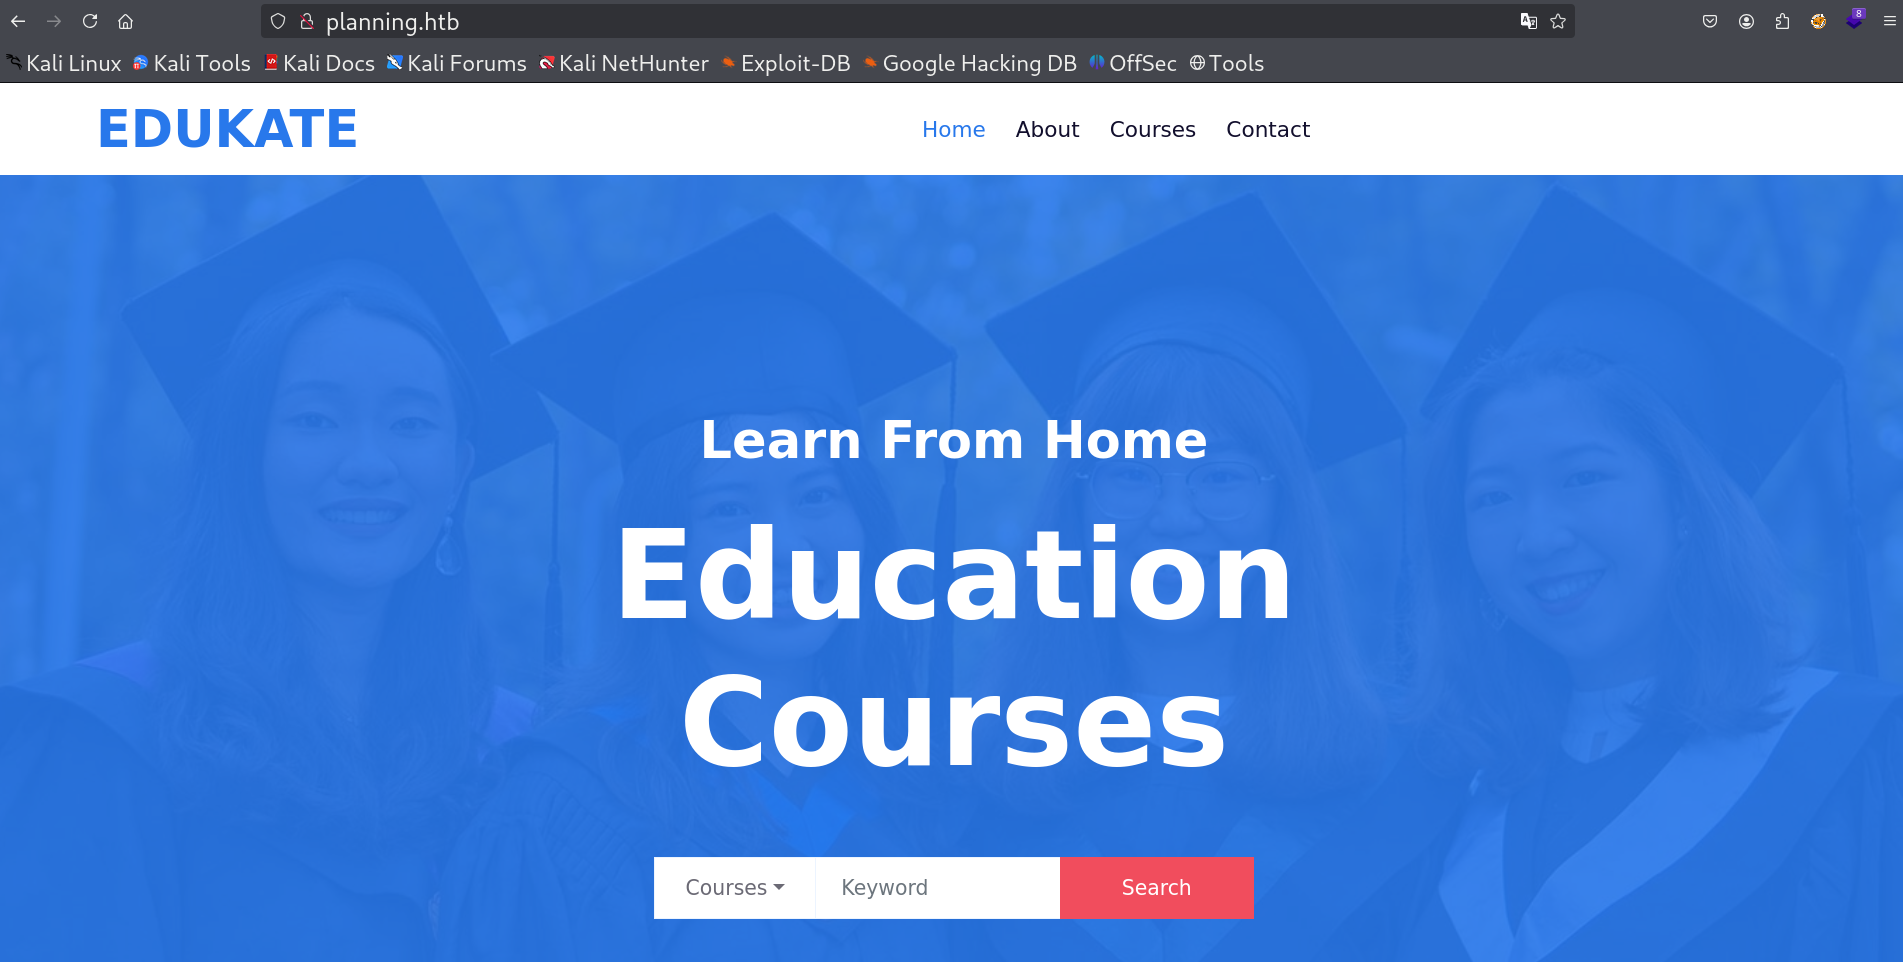 planning.htb
8
Kali Linux Kali Tools Kali Docs Kali Forums Kali NetHunter Exploit-DB Google Hacking DB OffSec Tools
EDUKATE Home About Courses Contact
Learn From Home
Education
Courses
Courses Keyword Search